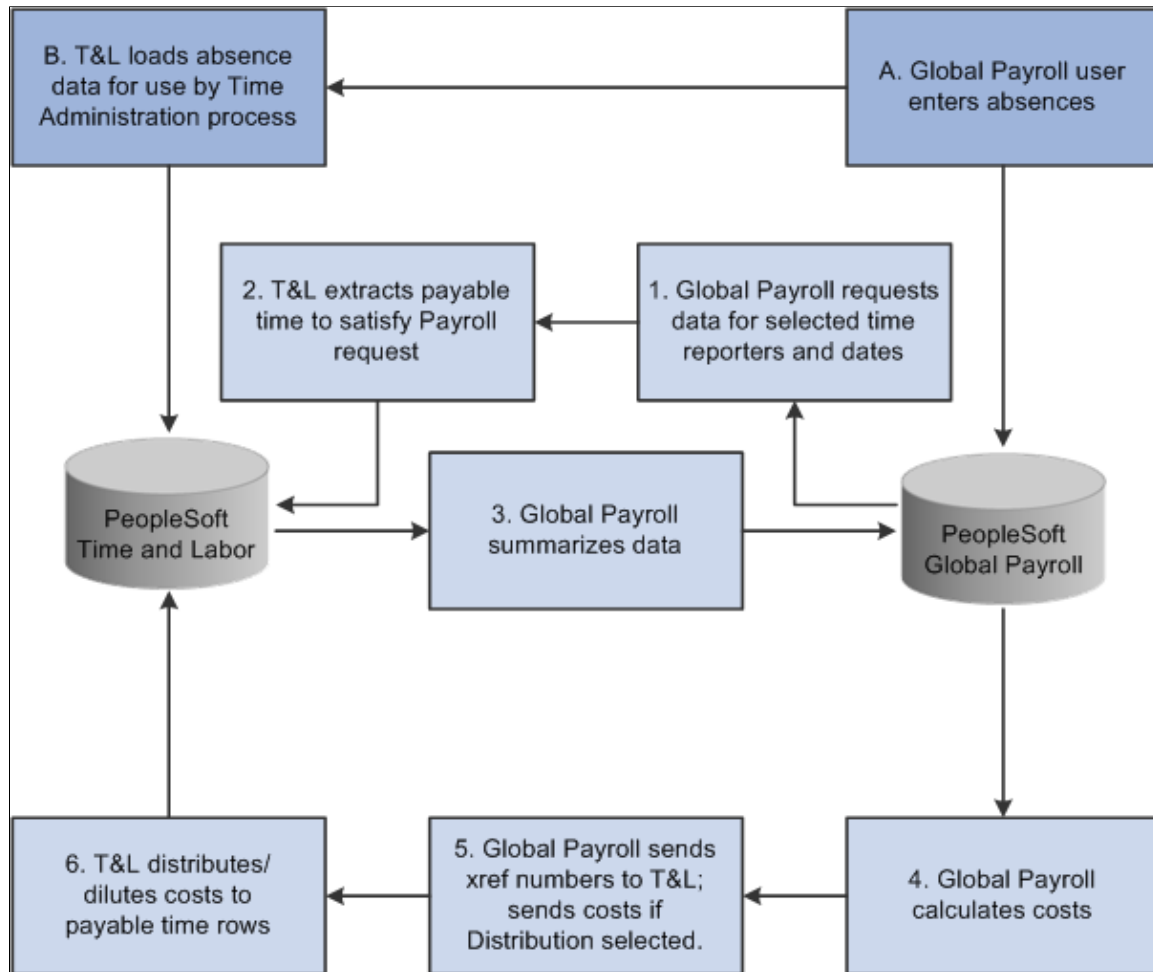 B. T&L loads absence
data for use by Time
Administration process
A. Global Payroll user
enters absences
2. T&L extracts payable
time to satisfy Payroll
request
1. Global Payroll requests
data for selected time
reporters and dates
PeopleSoft
Time and Labor
3. Global Payroll
summarizes data
PeopleSoft
Global Payroll
6. T&L distributes/
dilutes costs to
payable time rows
5. Global Payroll sends
xref numbers to T&L;
sends costs if
Distribution selected.
4. Global Payroll
calculates costs